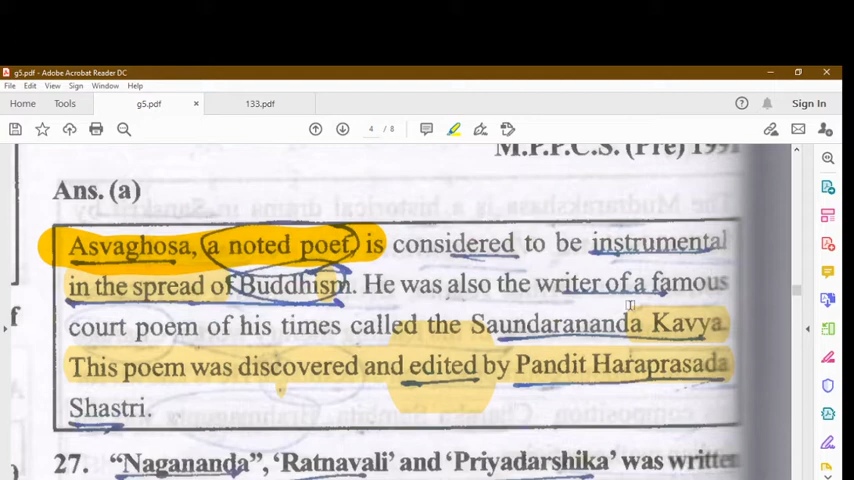 g5.pdf - Adobe Acrobat Reader DC
File Edit View Sign Window Help
Home Tools g5.pdf × 133.pdf Sign In
4 / 8
M.P.P.C.S. (Pre) 1991
Ans. (a)
Asvaghosa, a noted poet, is considered to be instrumental
in the spread of Buddhism. He was also the writer of a famous
court poem of his times called the Saundarananda Kavya.
This poem was discovered and edited by Pandit Haraprasada
Shastri.
27. “Nagananda”, ‘Ratnavali’ and ‘Priyadarshika’ was written